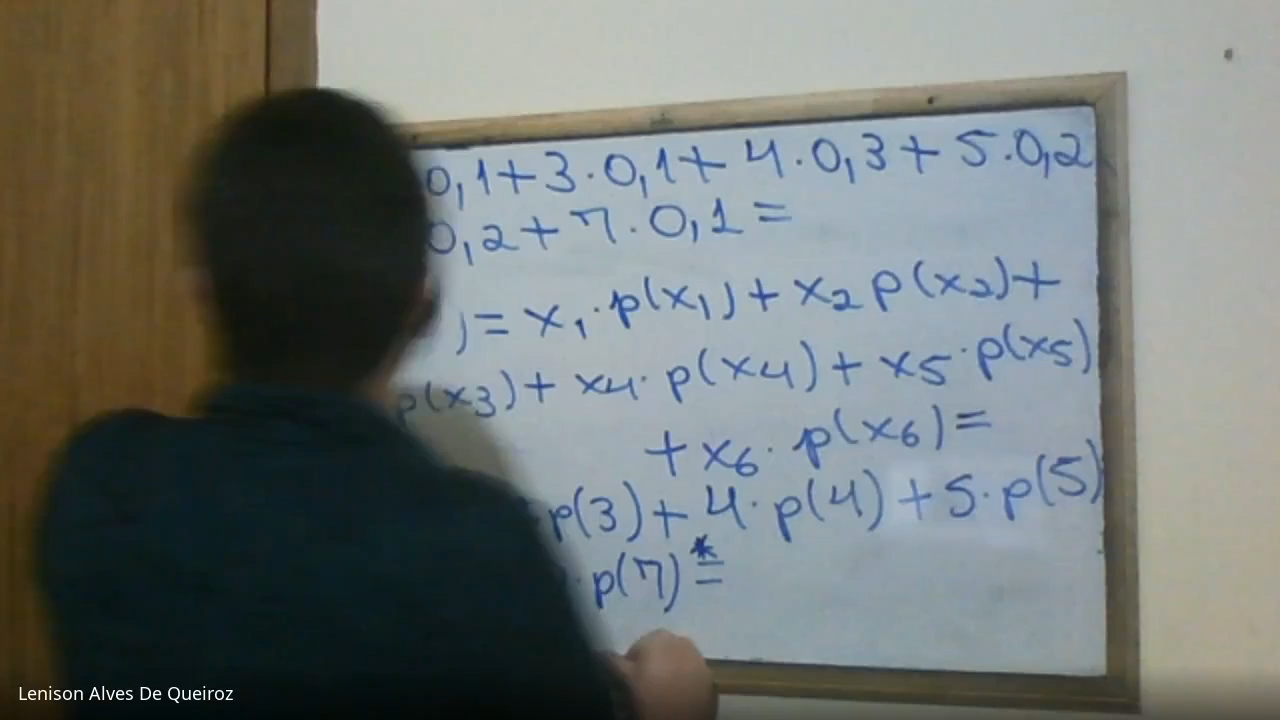 0,1+3·0,1+4·0,3+5·0,2
0,2+7·0,1=
)=x₁·p(x₁)+x₂p(x₂)+
p(x₃)+x₄·p(x₄)+x₅·p(x₅)
+x₆·p(x₆)=
p(3)+4·p(4)+5·p(5)
·p(7)*=
Lenison Alves De Queiroz